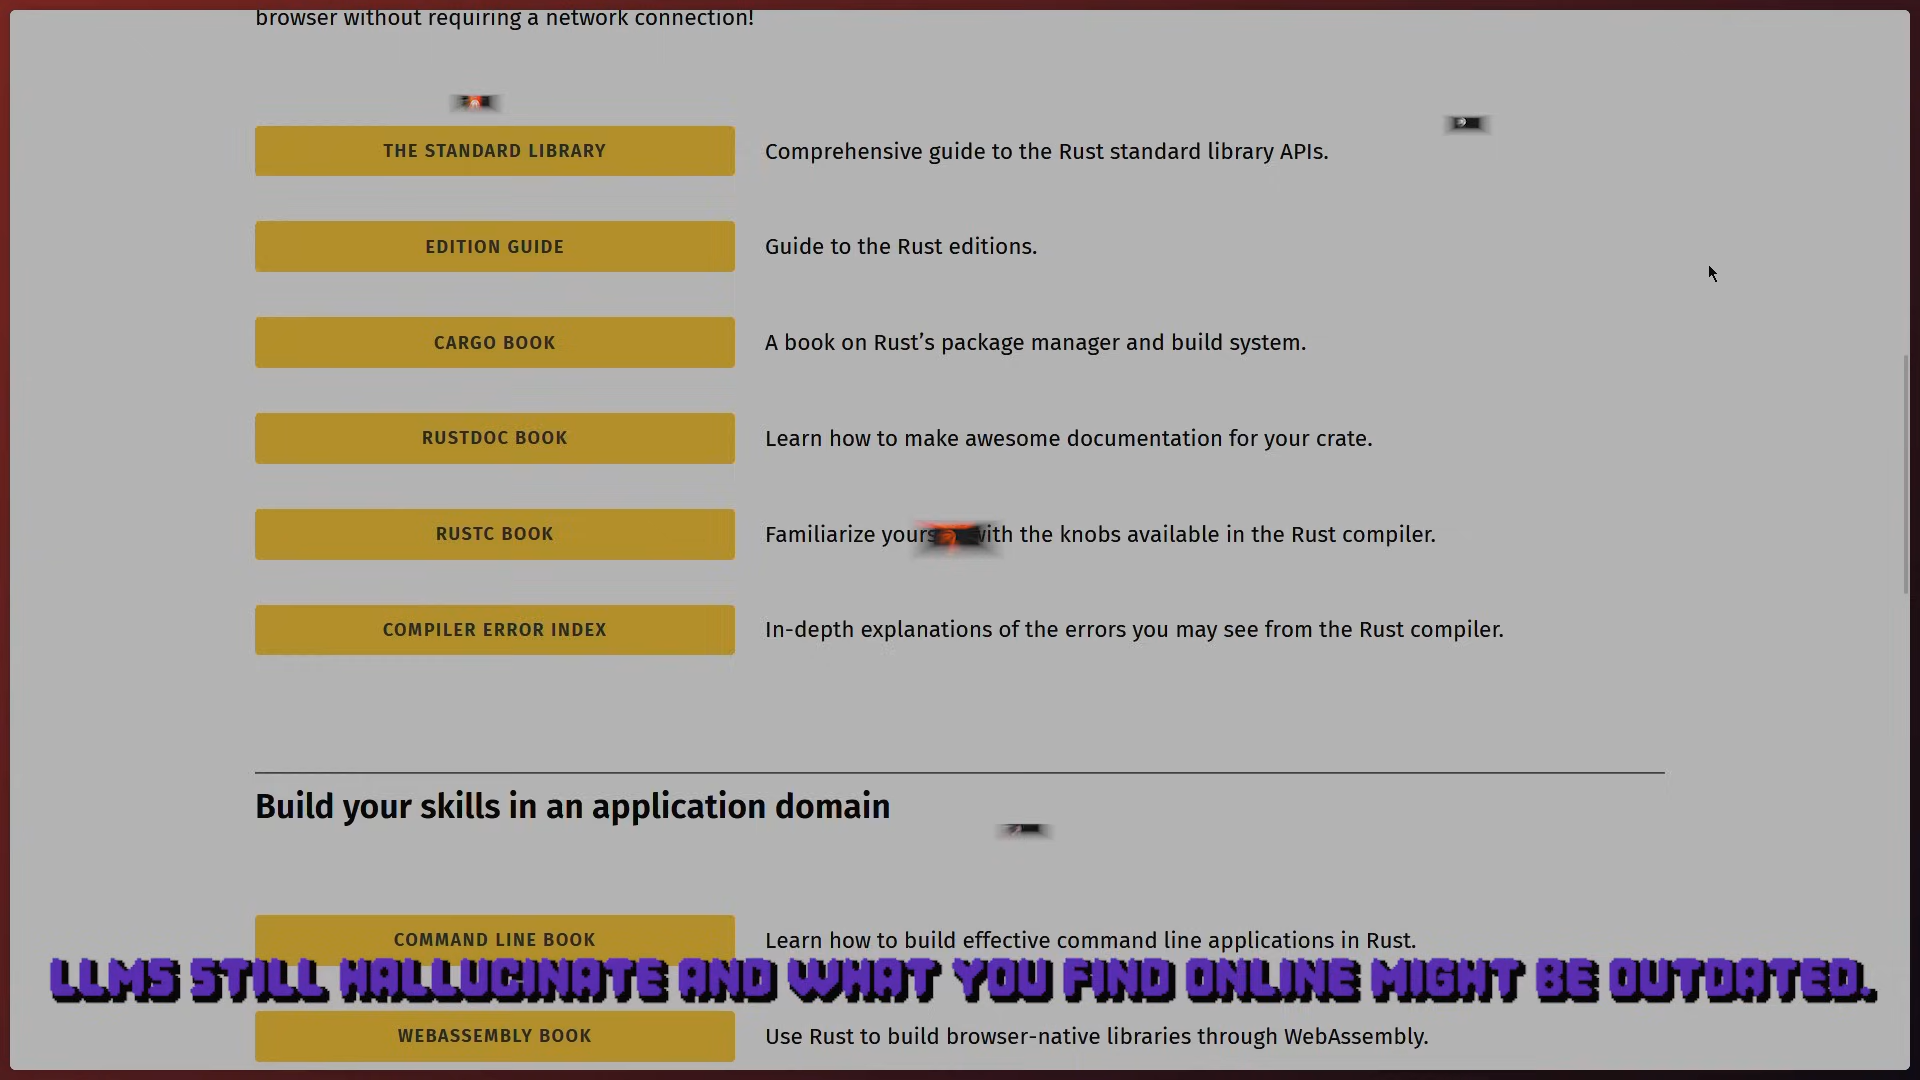 browser without requiring a network connection!
THE STANDARD LIBRARY
Comprehensive guide to the Rust standard library APIs.
EDITION GUIDE
Guide to the Rust editions.
CARGO BOOK
A book on Rust’s package manager and build system.
RUSTDOC BOOK
Learn how to make awesome documentation for your crate.
RUSTC BOOK
Familiarize with the knobs available in the Rust compiler.
COMPILER ERROR INDEX
In-depth explanations of the errors you may see from the Rust compiler.
Build your skills in an application domain
COMMAND LINE BOOK
Learn how to build effective command line applications in Rust.
LLMS STILL HALLUCINATE AND WHAT YOU FIND ONLINE MIGHT BE OUTDATED.
WEBASSEMBLY BOOK
Use Rust to build browser-native libraries through WebAssembly.